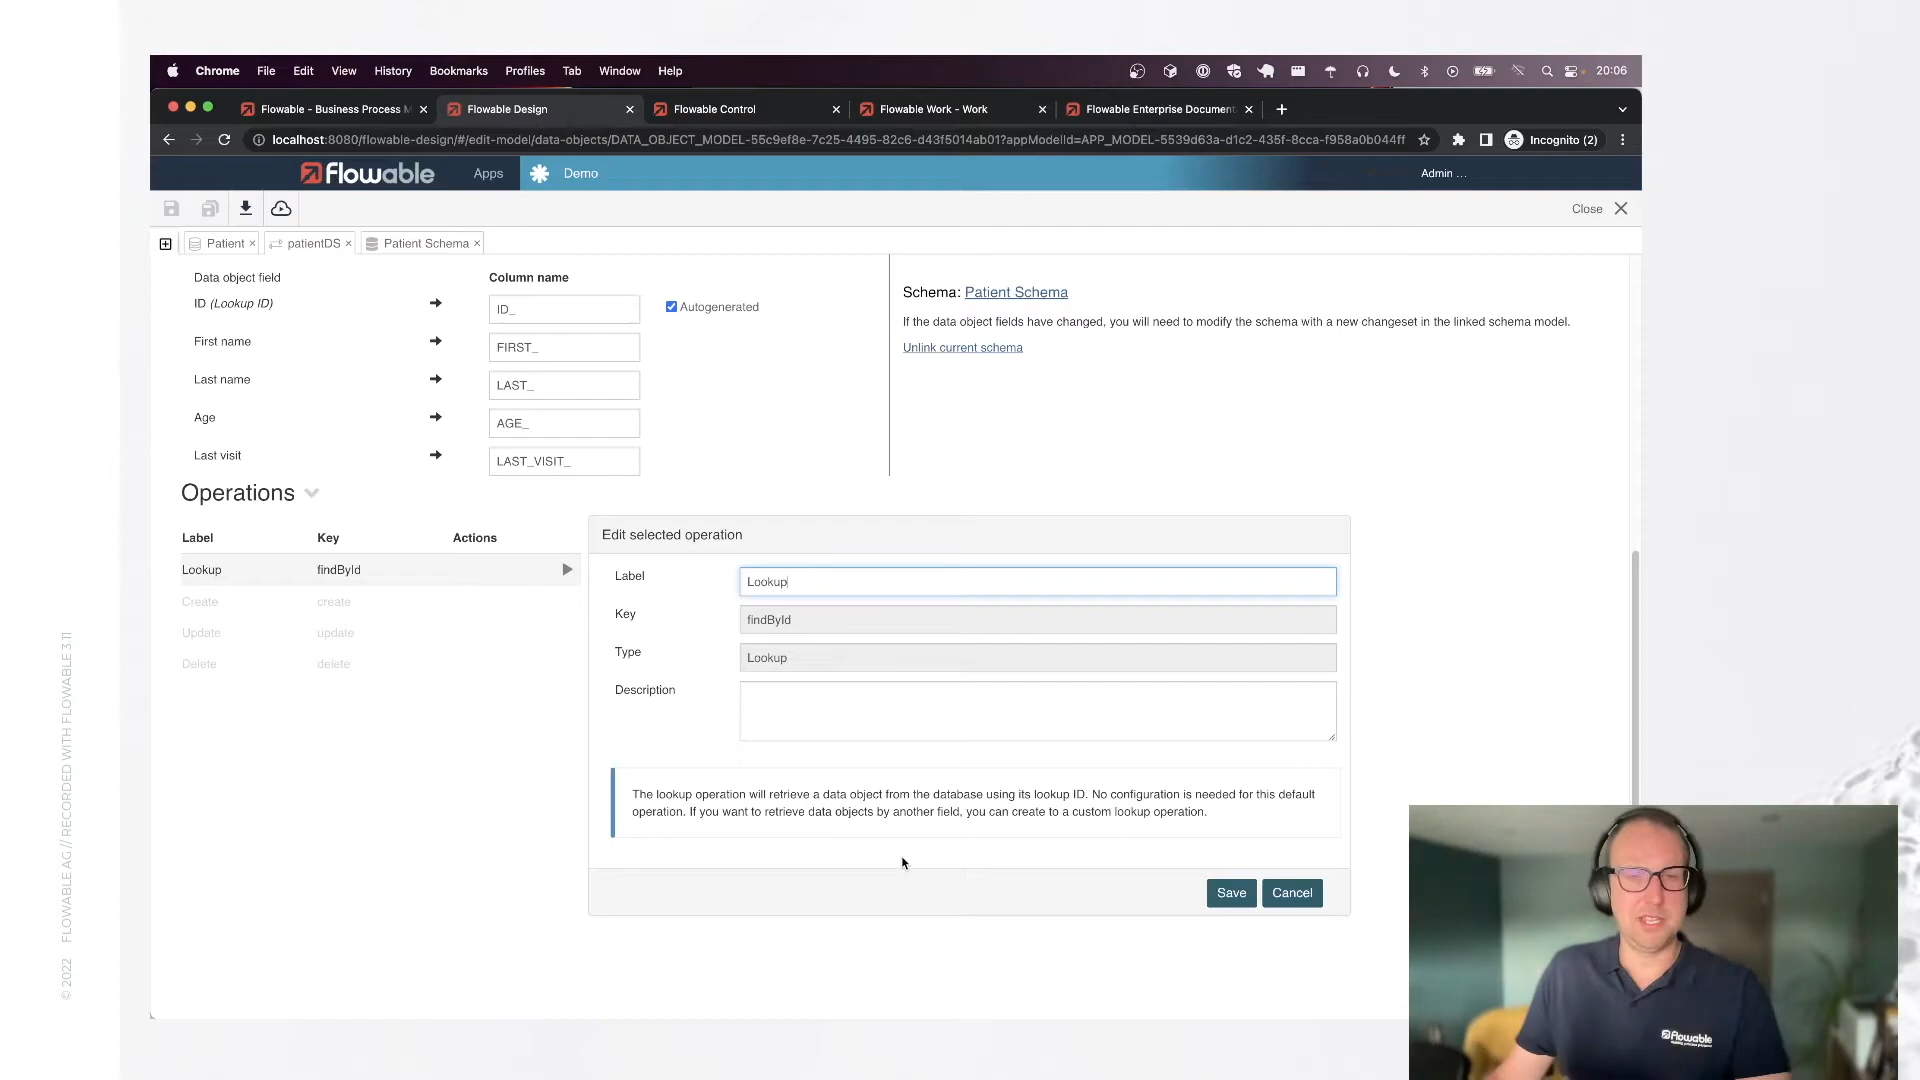 Chrome File Edit View History Bookmarks Profiles Tab Window Help 20:06
Flowable - Business Process M Flowable Design Flowable Control Flowable Work - Work Flowable Enterprise Document
localhost:8080/flowable-design/#/edit-model/data-objects/DATA_OBJECT_MODEL-55c9ef8e-7c25-4495-82c6-d43f5014ab01?appModelId=APP_MODEL-5539d63a-d1c2-435f-8cca-f958a0b044ff Incognito (2)
flowable Apps Demo Admin ...
Close
Patient patientDS Patient Schema
Data object field Column name
ID (Lookup ID) ID_ Autogenerated
First name FIRST_
Last name LAST_
Age AGE_
Last visit LAST_VISIT_
Schema: Patient Schema
If the data object fields have changed, you will need to modify the schema with a new changeset in the linked schema model.
Unlink current schema
Operations
Label Key Actions
Lookup findById
Create create
Update update
Delete delete
Edit selected operation
Label Lookup
Key findById
Type Lookup
Description
The lookup operation will retrieve a data object from the database using its lookup ID. No configuration is needed for this default
operation. If you want to retrieve data objects by another field, you can create to a custom lookup operation.
Save Cancel
© 2022 FLOWABLE AG // RECORDED WITH FLOWABLE 3.11
flowable